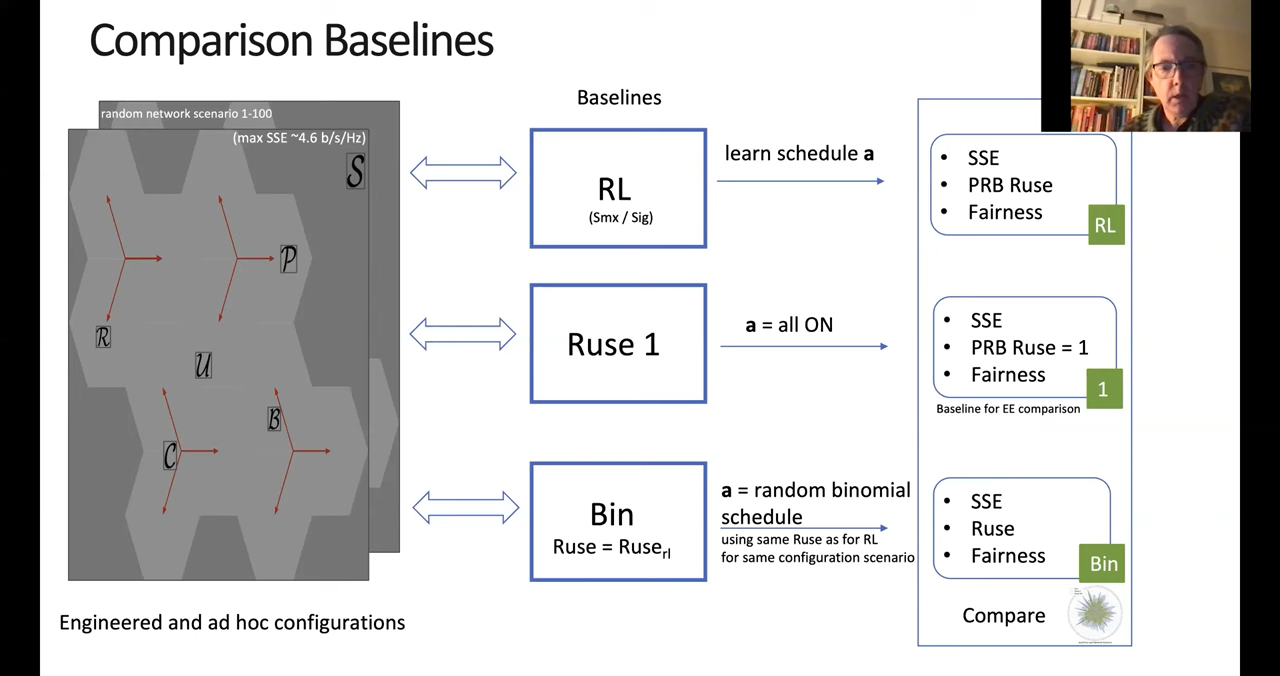 Comparison Baselines
random network scenario 1-100
(max SSE ~4.6 b/s/Hz)
S
P
R
U
B
C
Engineered and ad hoc configurations
Baselines
RL
(Smx / Sig)
learn schedule a
Ruse 1
a = all ON
Bin
Ruse = Ruserl
a = random binomial
schedule
using same Ruse as for RL
for same configuration scenario
• SSE
• PRB Ruse
• Fairness
RL
• SSE
• PRB Ruse = 1
• Fairness
1
Baseline for EE comparison
• SSE
• Ruse
• Fairness
Bin
Compare